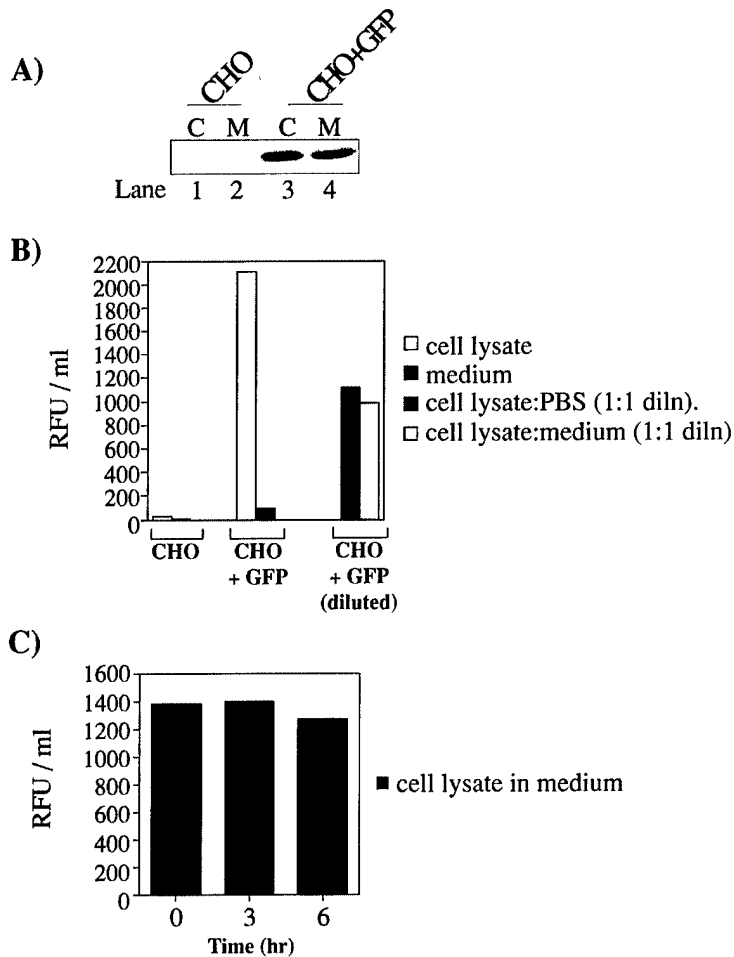 A)
CHO
CHO+GFP
C M C M
Lane 1 2 3 4
B)
2200
2000
1800
1600
1400
1200
1000
800
600
400
200
0
RFU / ml
CHO
CHO
+ GFP
CHO
+ GFP
(diluted)
cell lysate
medium
cell lysate:PBS (1:1 diln).
cell lysate:medium (1:1 diln)
C)
1600
1400
1200
1000
800
600
400
200
0
RFU / ml
0 3 6
Time (hr)
cell lysate in medium